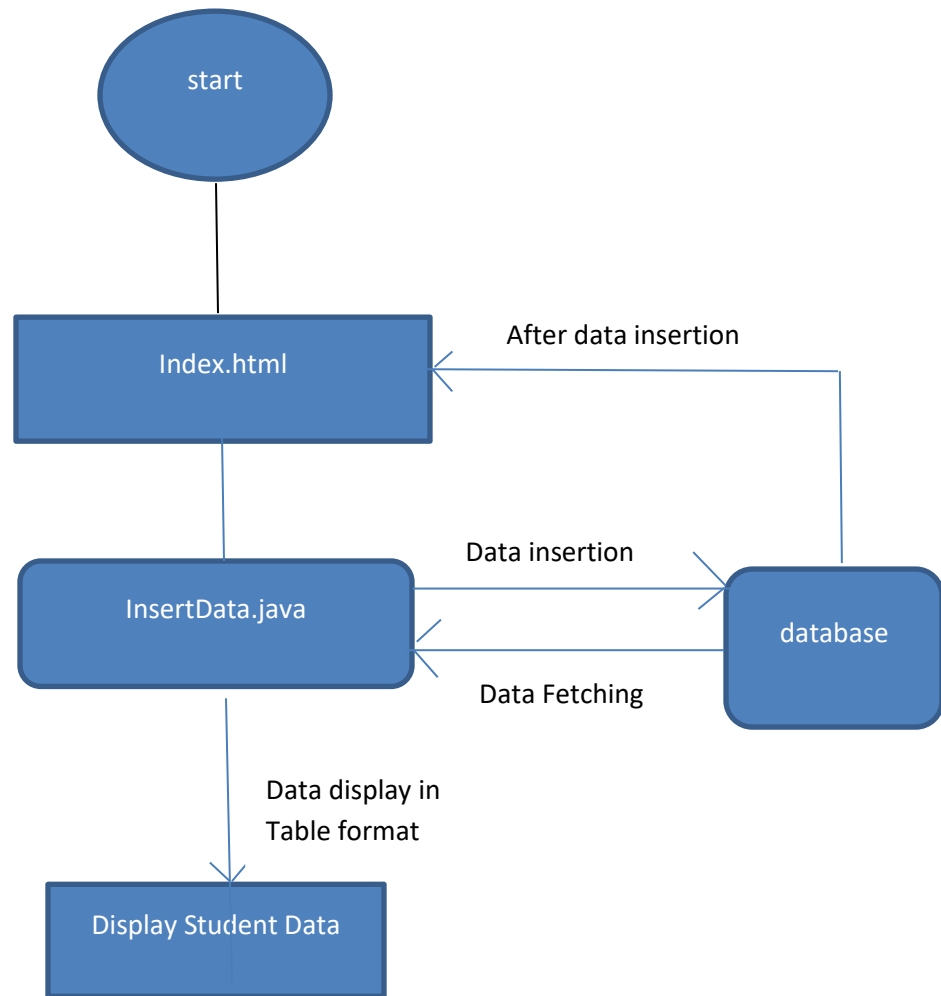 start
Index.html
After data insertion
Data insertion
InsertData.java
database
Data Fetching
Data display in
Table format
Display Student Data